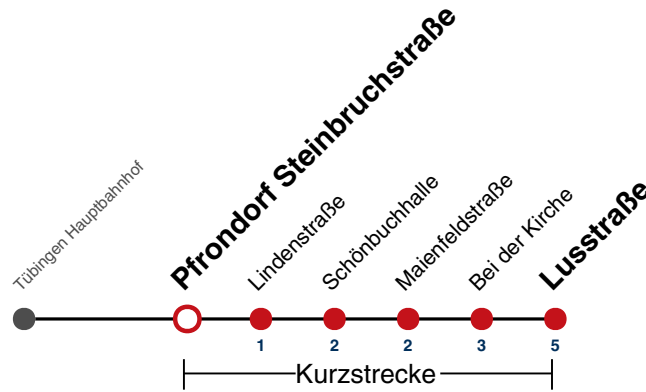 Tübingen Hauptbahnhof
Pfrondorf Steinbruchstraße
Lindenstraße
Schönbuchhalle
Maienfeldstraße
Bei der Kirche
Lusstraße
1 2 2 3 5
Kurzstrecke